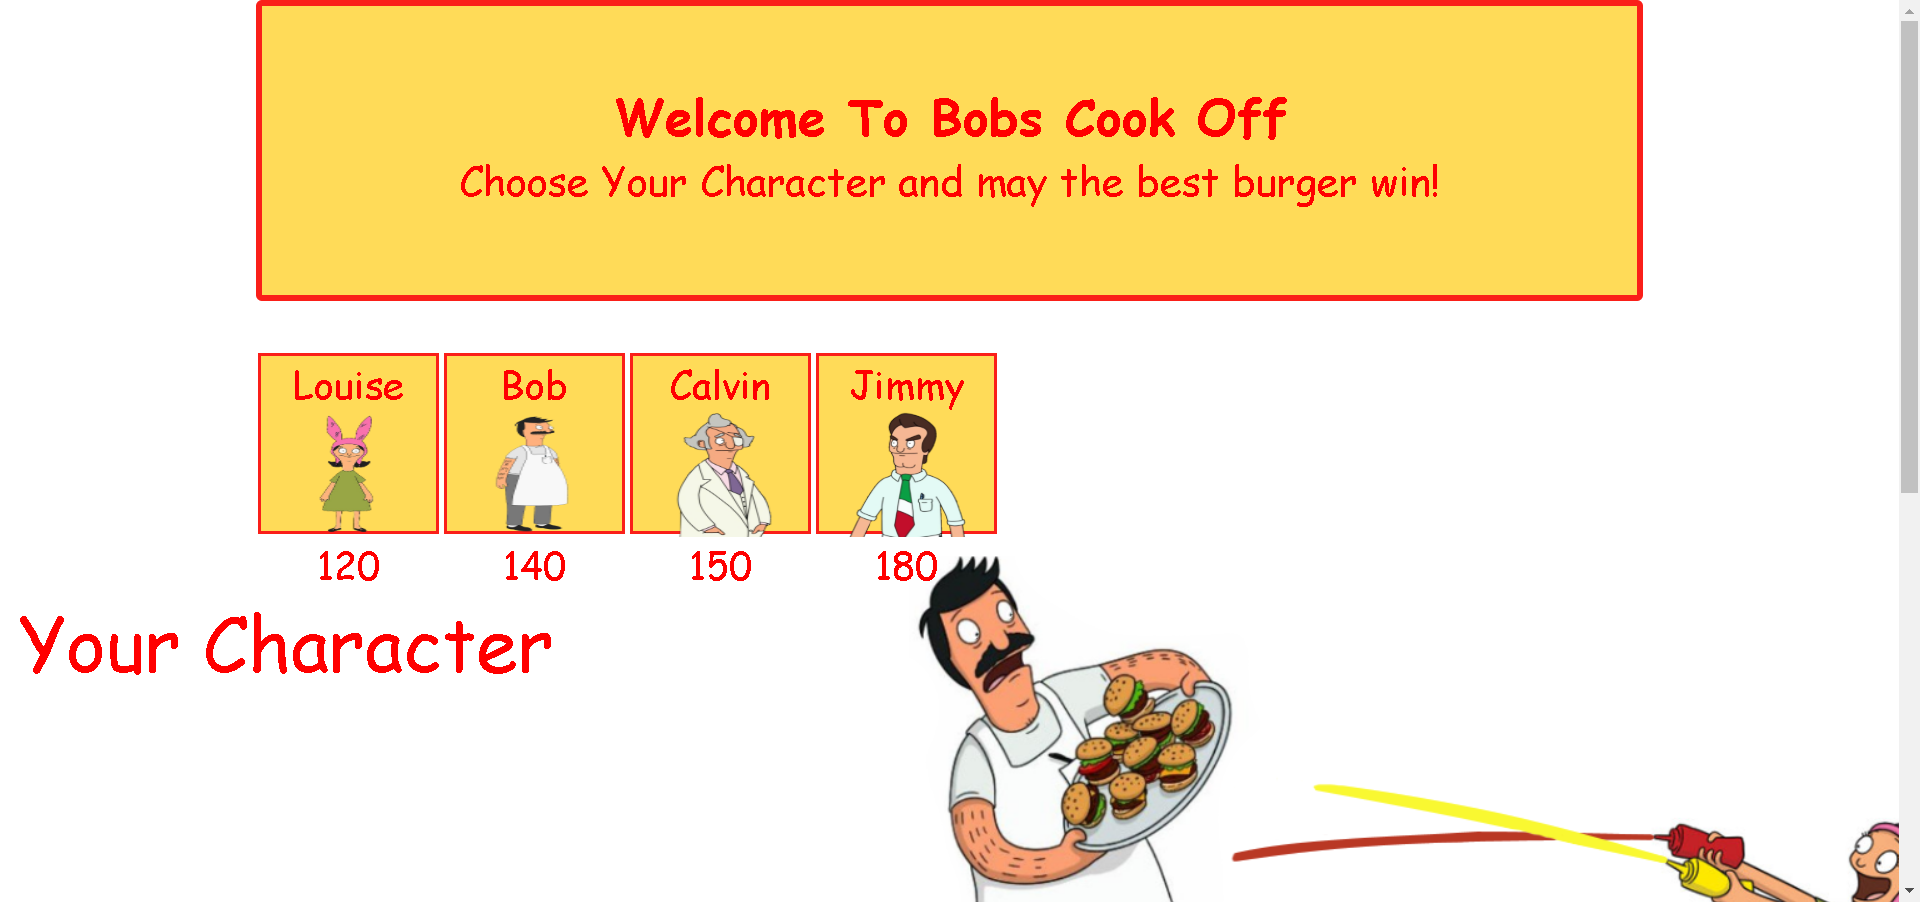 Welcome To Bobs Cook Off
Choose Your Character and may the best burger win!
Louise Bob Calvin Jimmy
120 140 150 180
Your Character